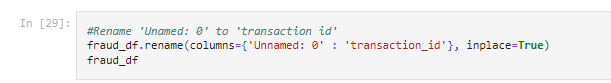 In [29]:
#Rename 'Unamed: 0' to 'transaction id'
fraud_df.rename(columns={'Unnamed: 0' : 'transaction_id'}, inplace=True)
fraud_df